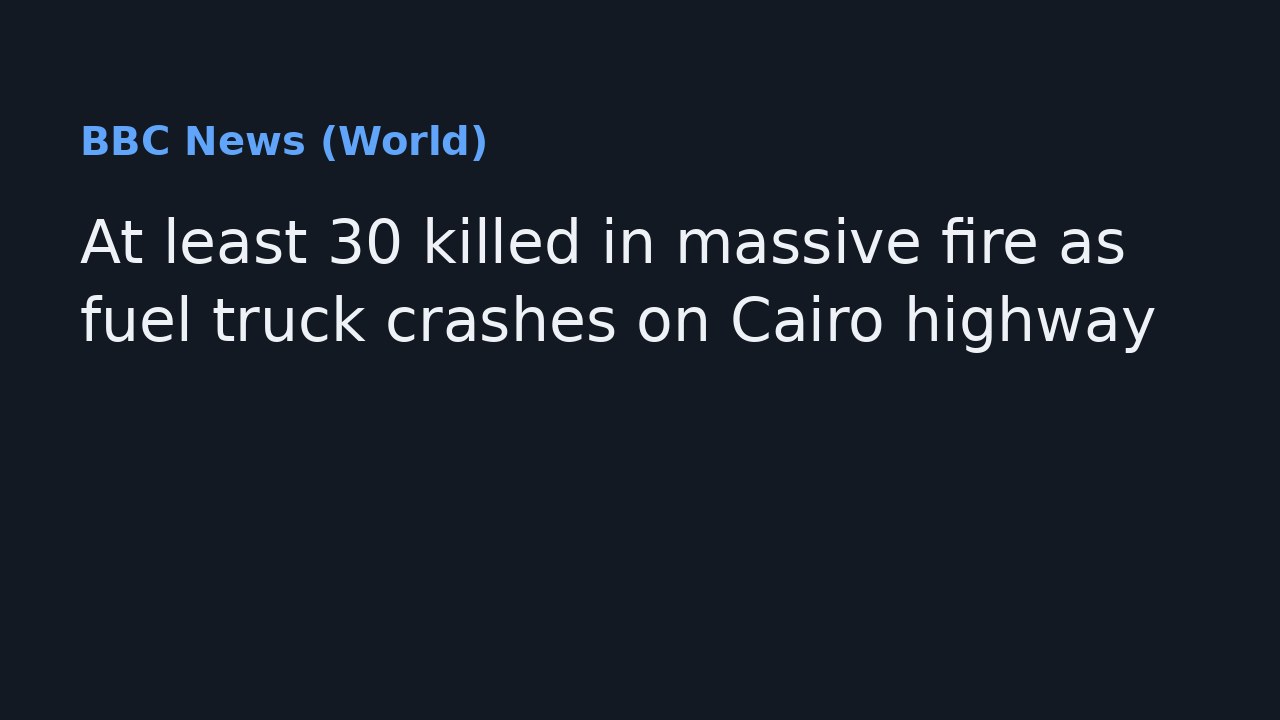 BBC News (World)
At least 30 killed in massive fire as
fuel truck crashes on Cairo highway